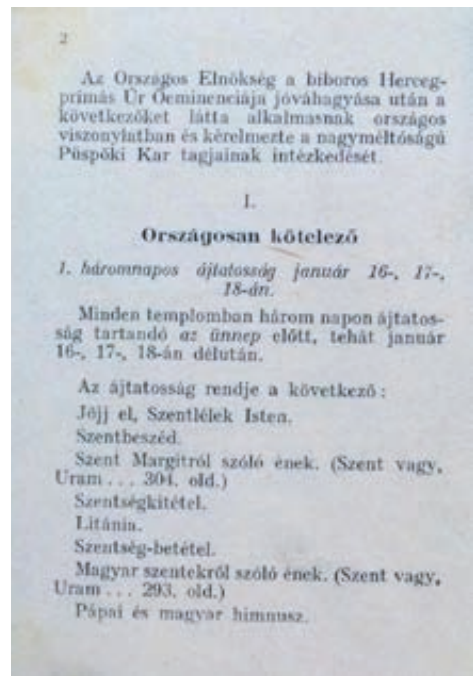 2
Az Országos Elnökség a biboros Herceg-
prímás Úr Őeminenciája jóváhagyása után a
következőket látta alkalmasnak országos
viszonylatban és kérelmezte a nagyméltóságú
Püspöki Kar tagjainak intézkedését.
I.
Országosan kötelező
1. háromnapos ájtatosság január 16-, 17-,
18-án.
Minden templomban három napon ájtatos-
ság tartandó az ünnep előtt, tehát január
16-, 17-, 18-án délután.
Az ájtatosság rendje a következő:
Jöjj el, Szentlélek Isten.
Szentbeszéd.
Szent Margitról szóló ének. (Szent vagy,
Uram... 304. old.)
Szentségkitétel.
Litánia.
Szentség-betétel.
Magyar szentekről szóló ének. (Szent vagy,
Uram... 293. old.)
Pápai és magyar himnusz.